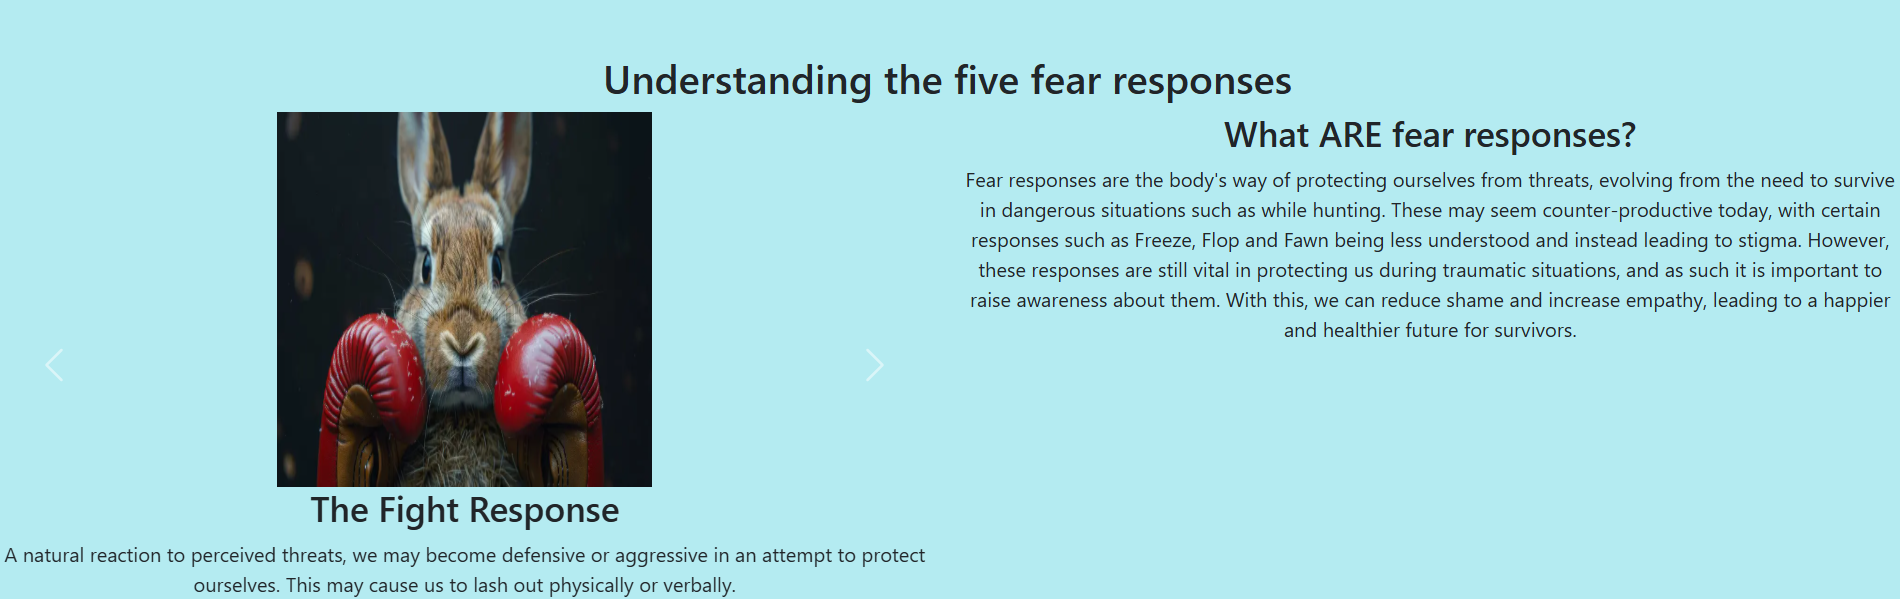 Understanding the five fear responses
The Fight Response
A natural reaction to perceived threats, we may become defensive or aggressive in an attempt to protect
ourselves. This may cause us to lash out physically or verbally.
What ARE fear responses?
Fear responses are the body's way of protecting ourselves from threats, evolving from the need to survive
in dangerous situations such as while hunting. These may seem counter-productive today, with certain
responses such as Freeze, Flop and Fawn being less understood and instead leading to stigma. However,
these responses are still vital in protecting us during traumatic situations, and as such it is important to
raise awareness about them. With this, we can reduce shame and increase empathy, leading to a happier
and healthier future for survivors.